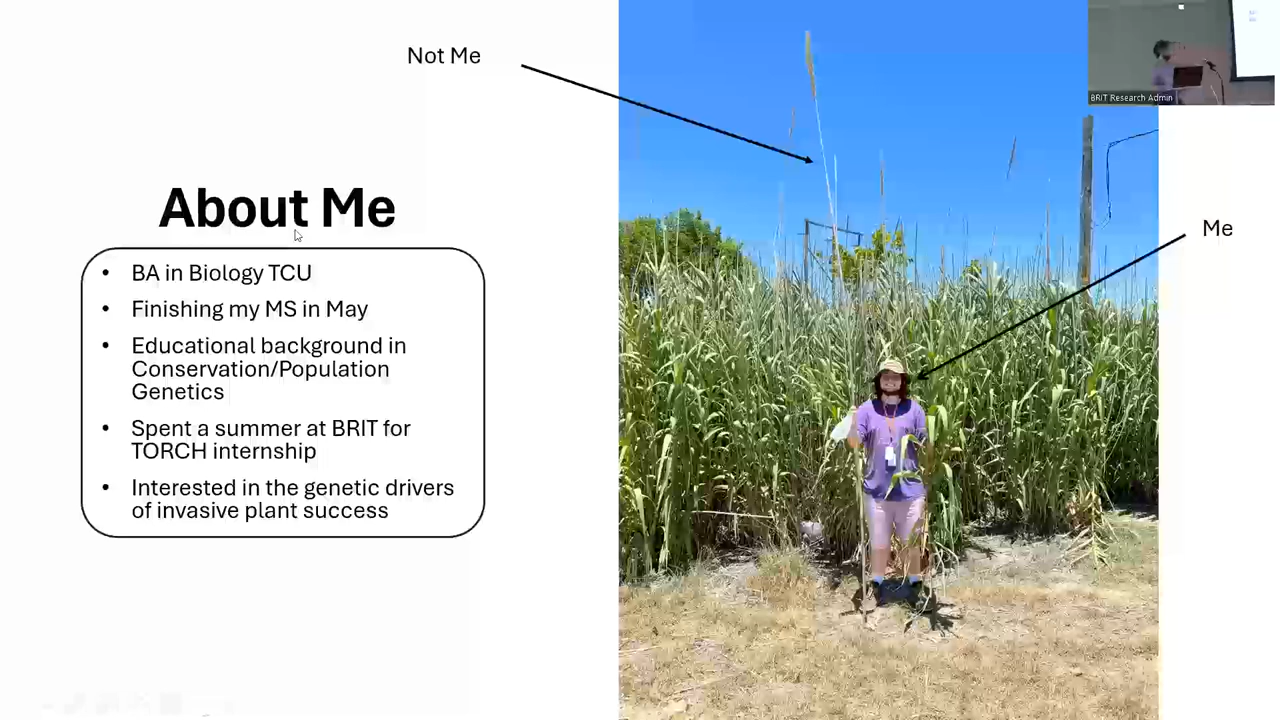 Not Me
BRIT Research Admin
About Me
Me
• BA in Biology TCU
• Finishing my MS in May
• Educational background in
Conservation/Population
Genetics
• Spent a summer at BRIT for
TORCH internship
• Interested in the genetic drivers
of invasive plant success